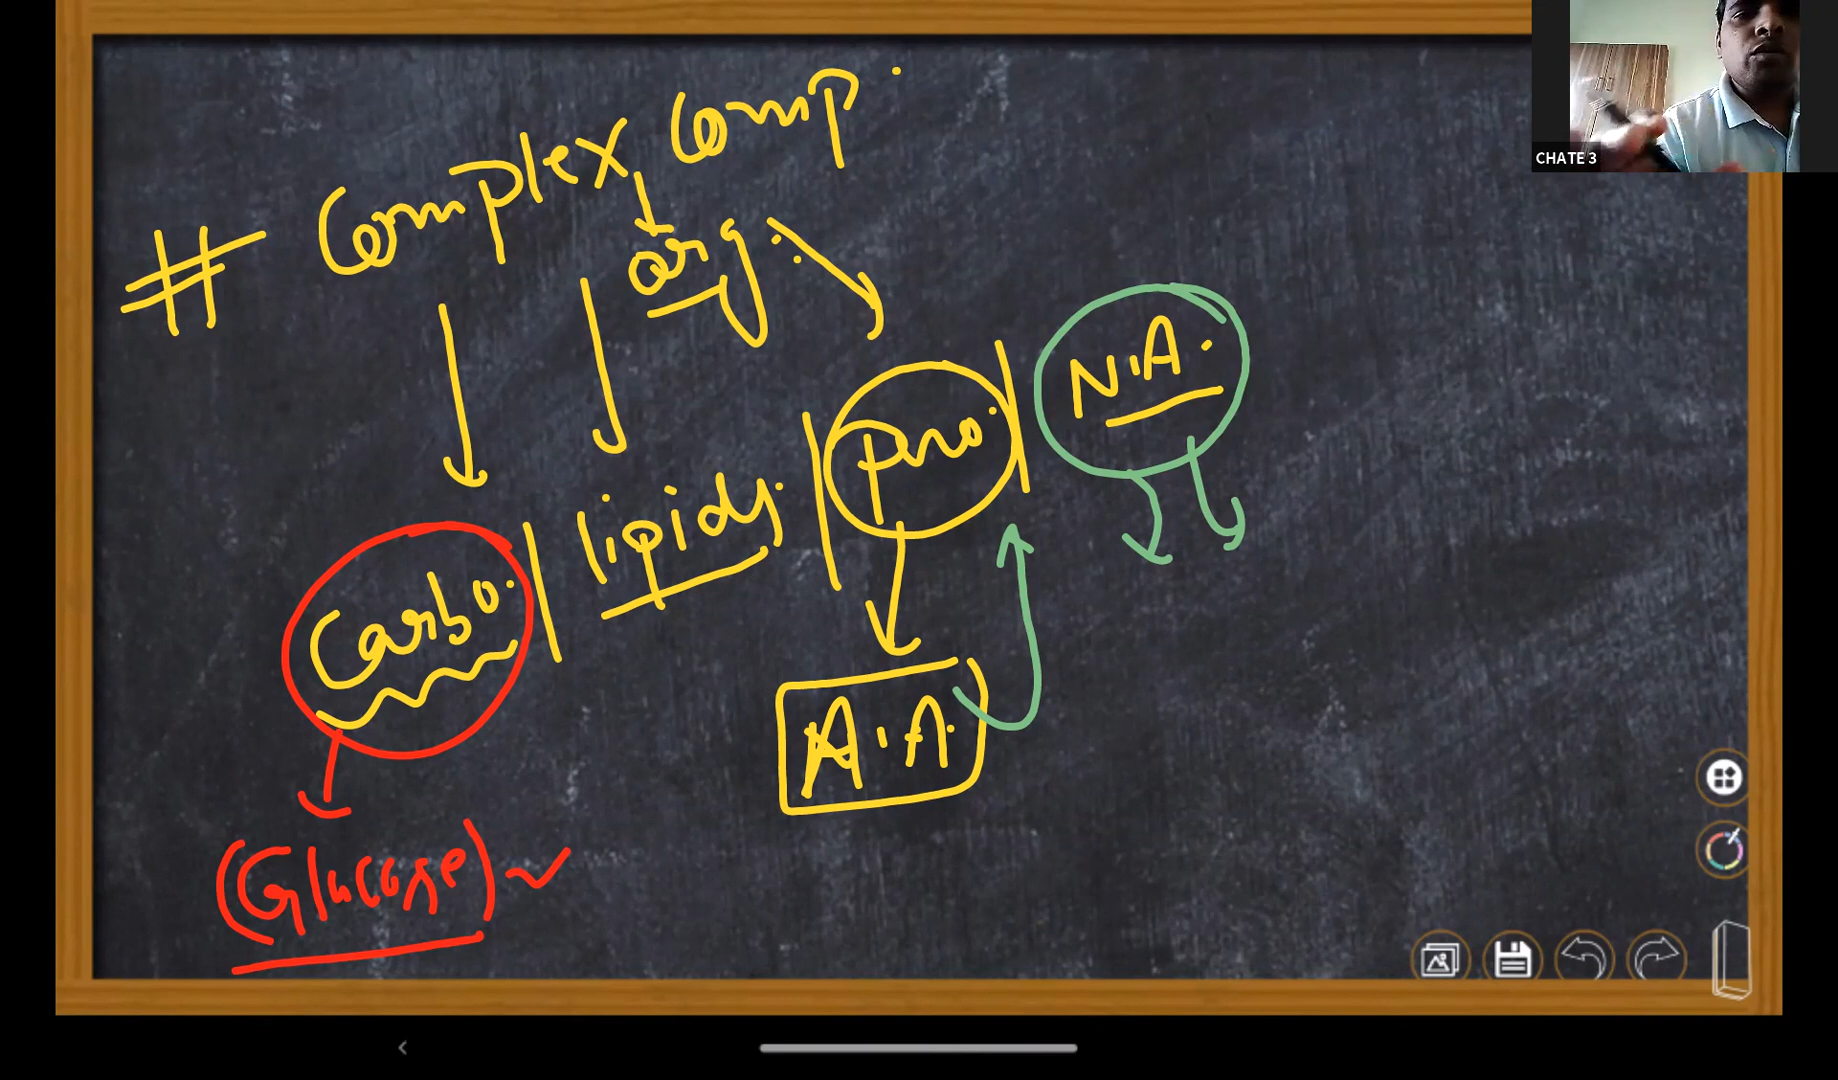 # Complex Comp.
org.
Carbo. | lipids. | pro. | N.A.
A.A.
(Glucose)
CHATE 3